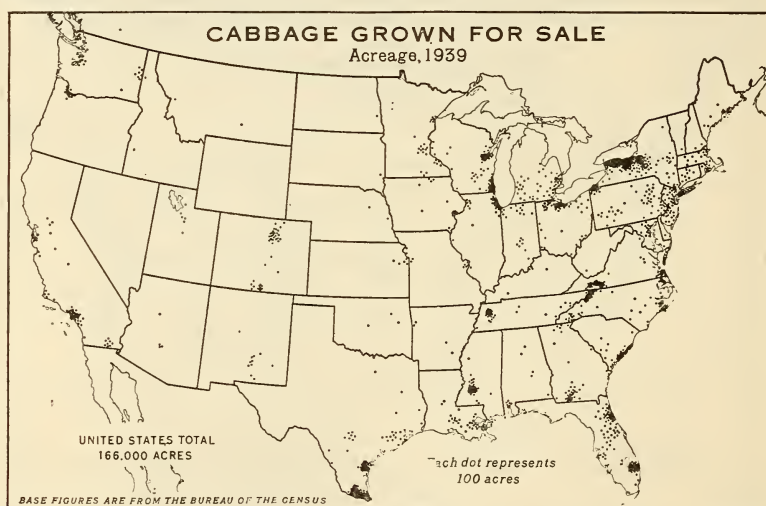 CABBAGE GROWN FOR SALE
Acreage, 1939
UNITED STATES TOTAL
166,000 ACRES
ach dot represents
100 acres
BASE FIGURES ARE FROM THE BUREAU OF THE CENSUS